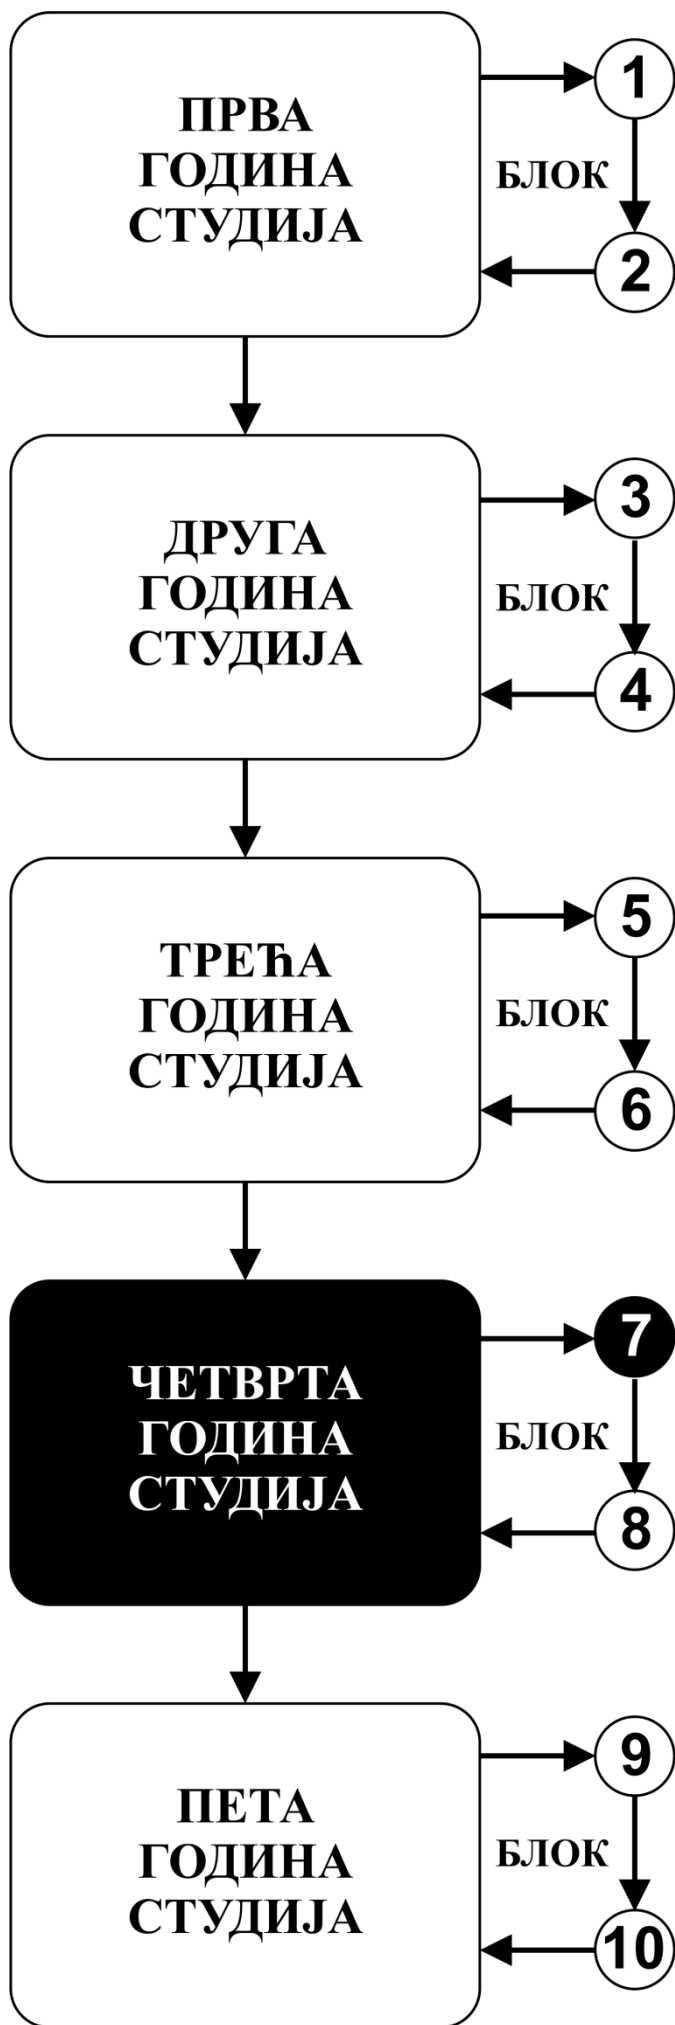 ПРВА
ГОДИНА
СТУДИЈА
1
БЛОК
2
ДРУГА
ГОДИНА
СТУДИЈА
3
БЛОК
4
ТРЕЋА
ГОДИНА
СТУДИЈА
5
БЛОК
6
ЧЕТВРТА
ГОДИНА
СТУДИЈА
7
БЛОК
8
ПЕТА
ГОДИНА
СТУДИЈА
9
БЛОК
10